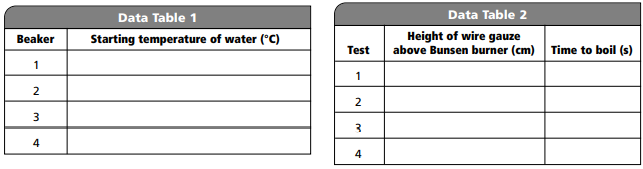 Data Table 1
Beaker Starting temperature of water (°C)
1
2
3
4
Data Table 2
Test Height of wire gauze above Bunsen burner (cm) Time to boil (s)
1
2
3
4